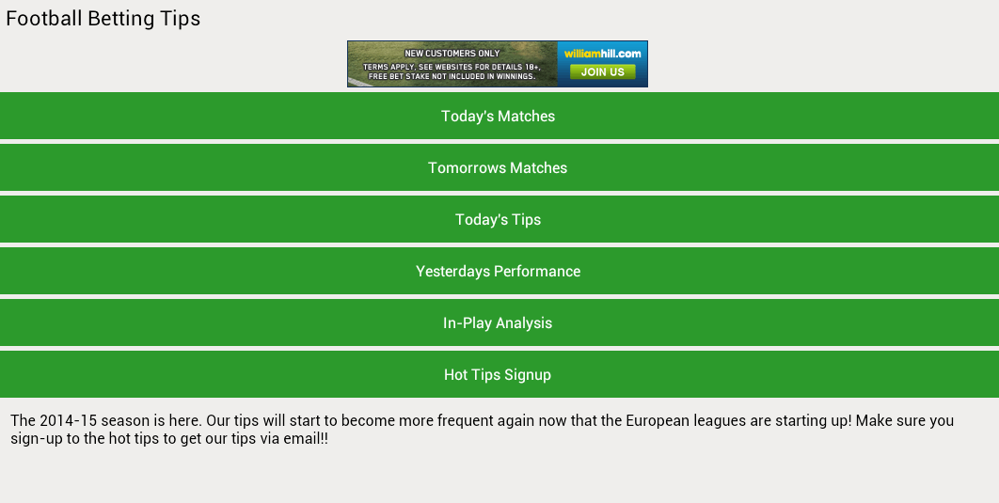 Football Betting Tips
NEW CUSTOMERS ONLY
TERMS APPLY, SEE WEBSITES FOR DETAILS 18+,
FREE BET STAKE NOT INCLUDED IN WINNINGS.
williamhill.com
JOIN US
Today's Matches
Tomorrows Matches
Today's Tips
Yesterdays Performance
In-Play Analysis
Hot Tips Signup
The 2014-15 season is here. Our tips will start to become more frequent again now that the European leagues are starting up! Make sure you
sign-up to the hot tips to get our tips via email!!